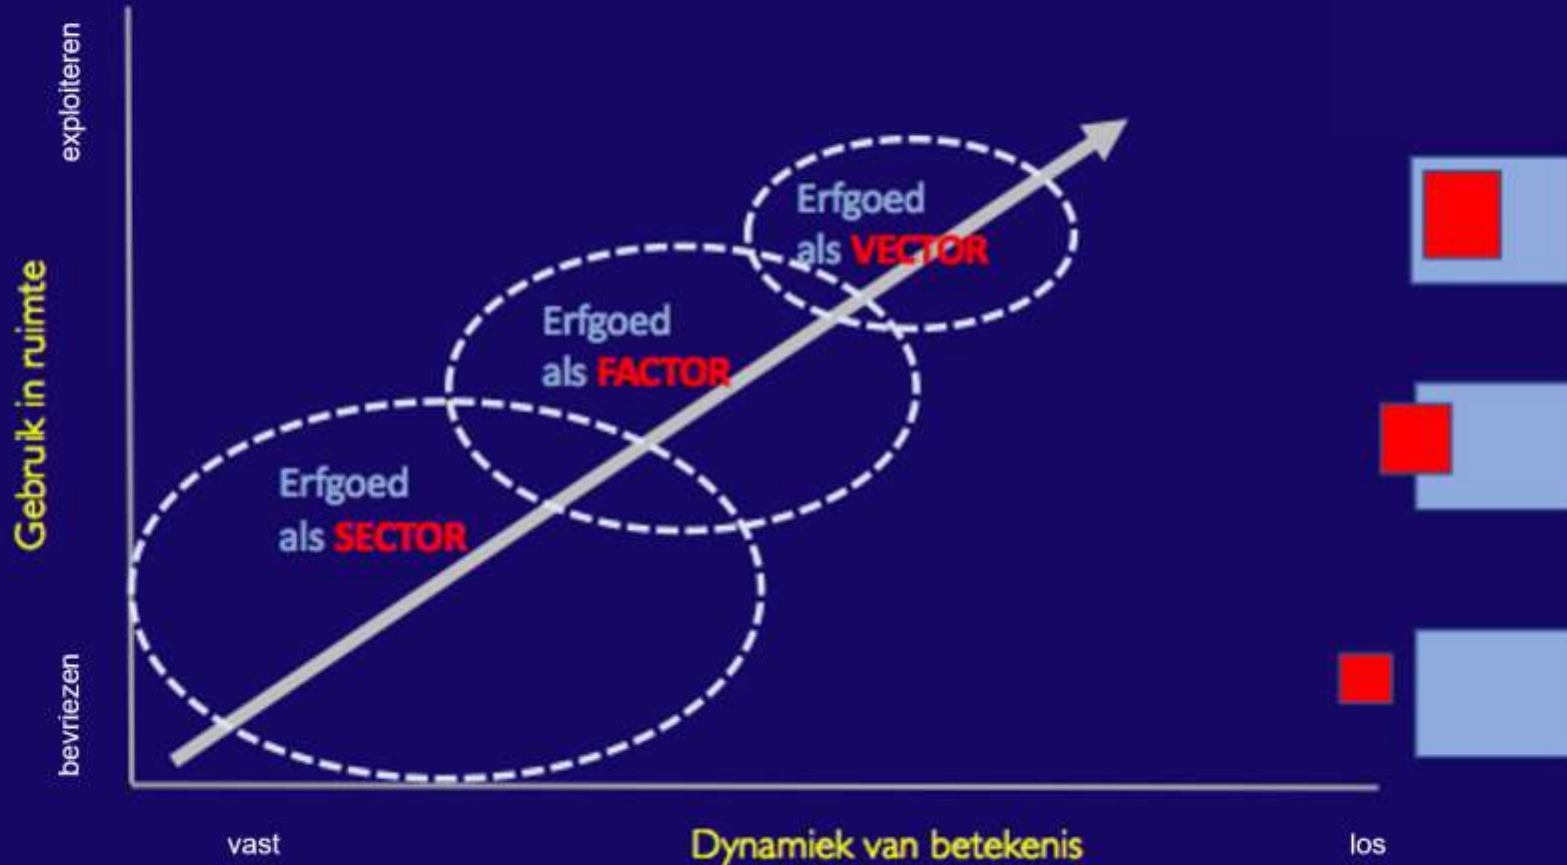 exploiteren
Gebruik in ruimte
bevriezen
Erfgoed
als VECTOR
Erfgoed
als FACTOR
Erfgoed
als SECTOR
vast
Dynamiek van betekenis
los